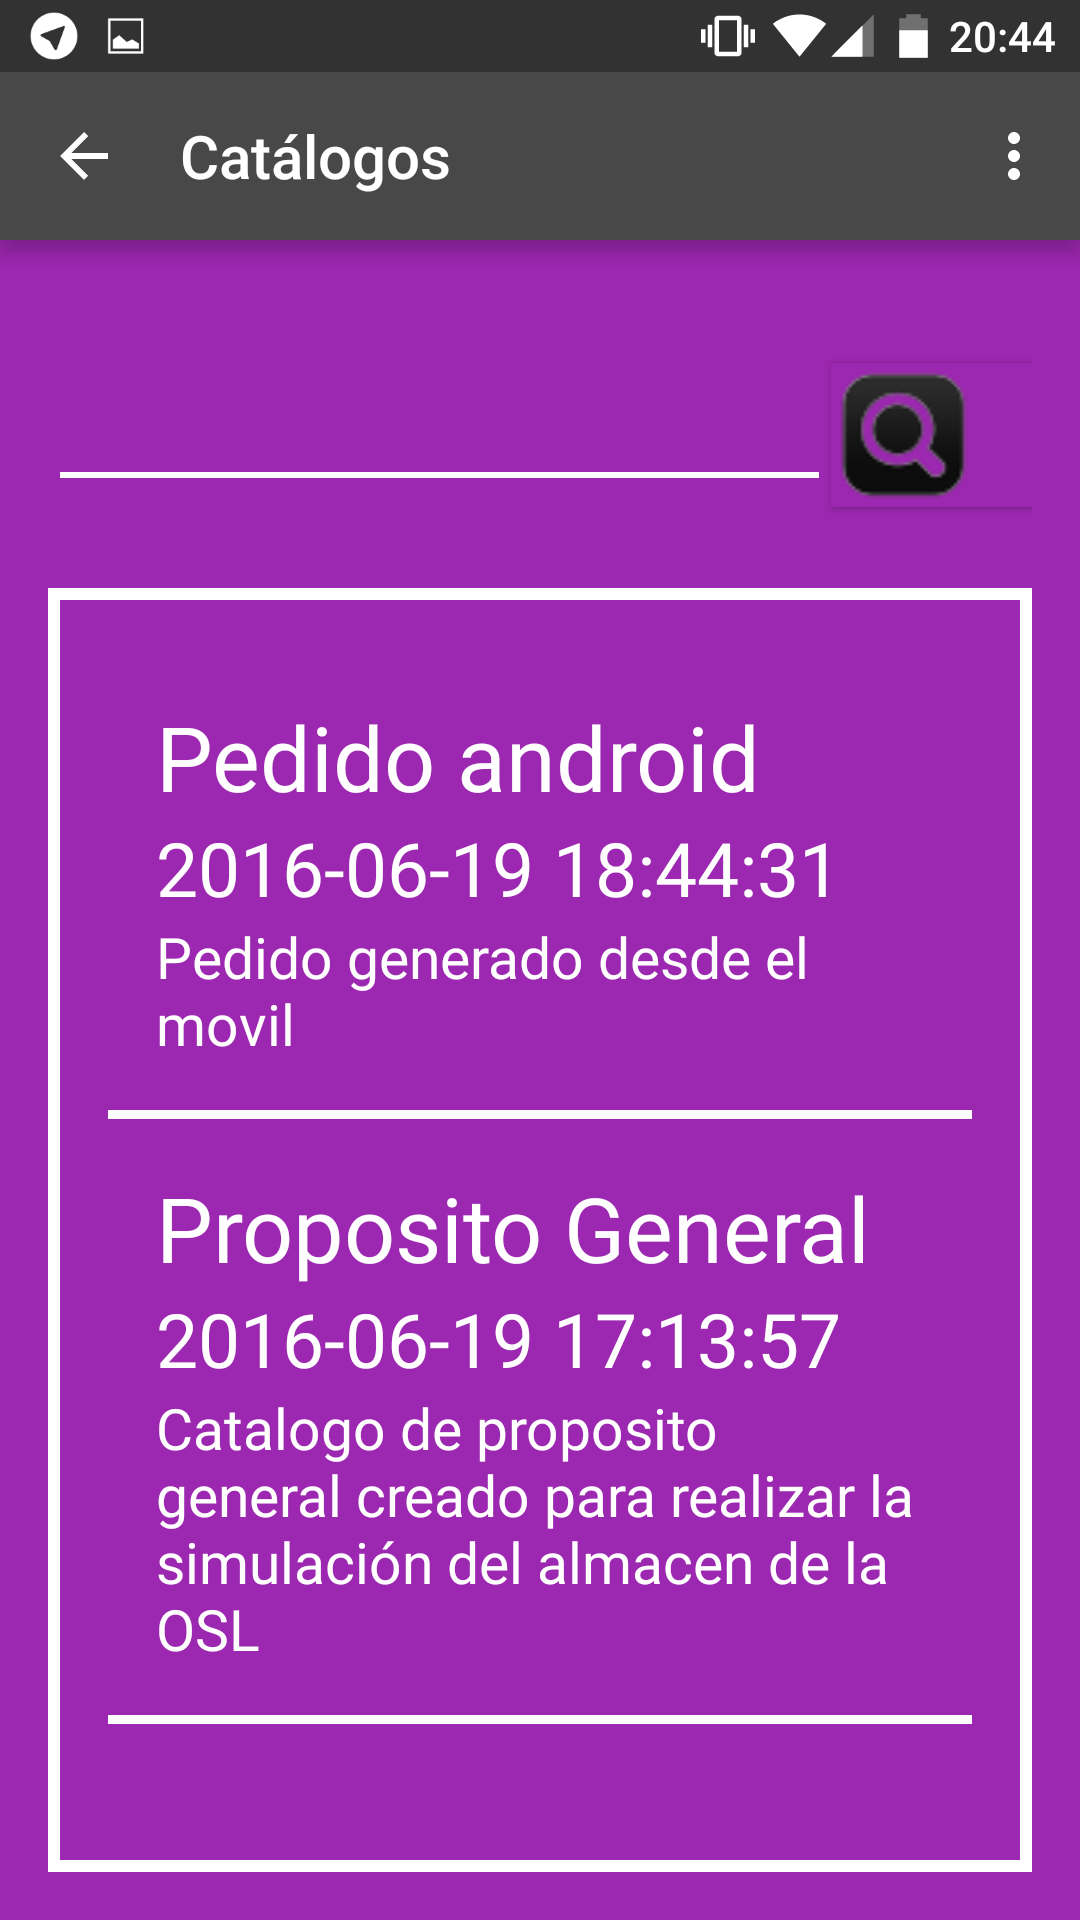 20:44
Catálogos
Pedido android
2016-06-19 18:44:31
Pedido generado desde el
movil
Proposito General
2016-06-19 17:13:57
Catalogo de proposito
general creado para realizar la
simulación del almacen de la
OSL